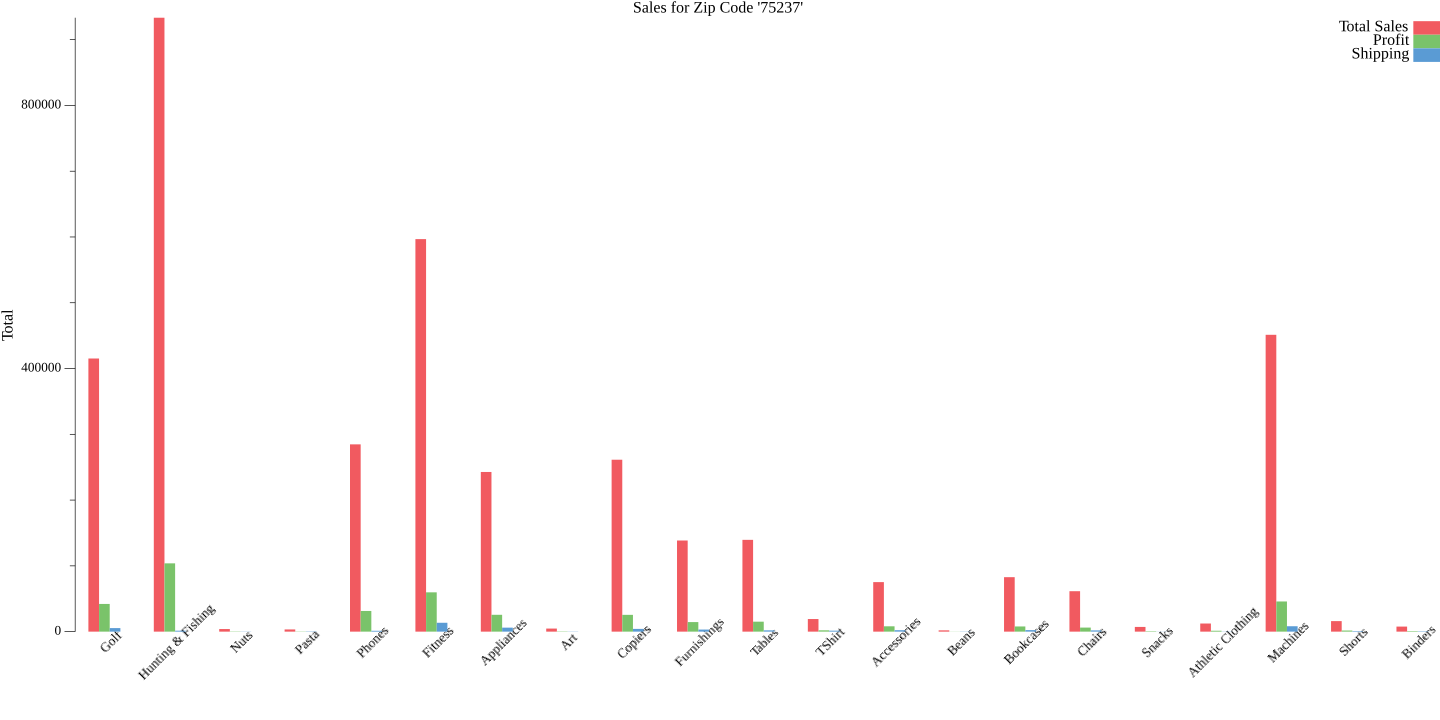 Sales for Zip Code '75237'
Total Sales
Profit
Shipping
Total
800000
400000
0
Golf
Hunting & Fishing
Nuts
Pasta
Phones
Fitness
Appliances
Art
Copiers
Furnishings
Tables
TShirt
Accessories
Beans
Bookcases
Chairs
Snacks
Athletic Clothing
Machines
Shorts
Binders